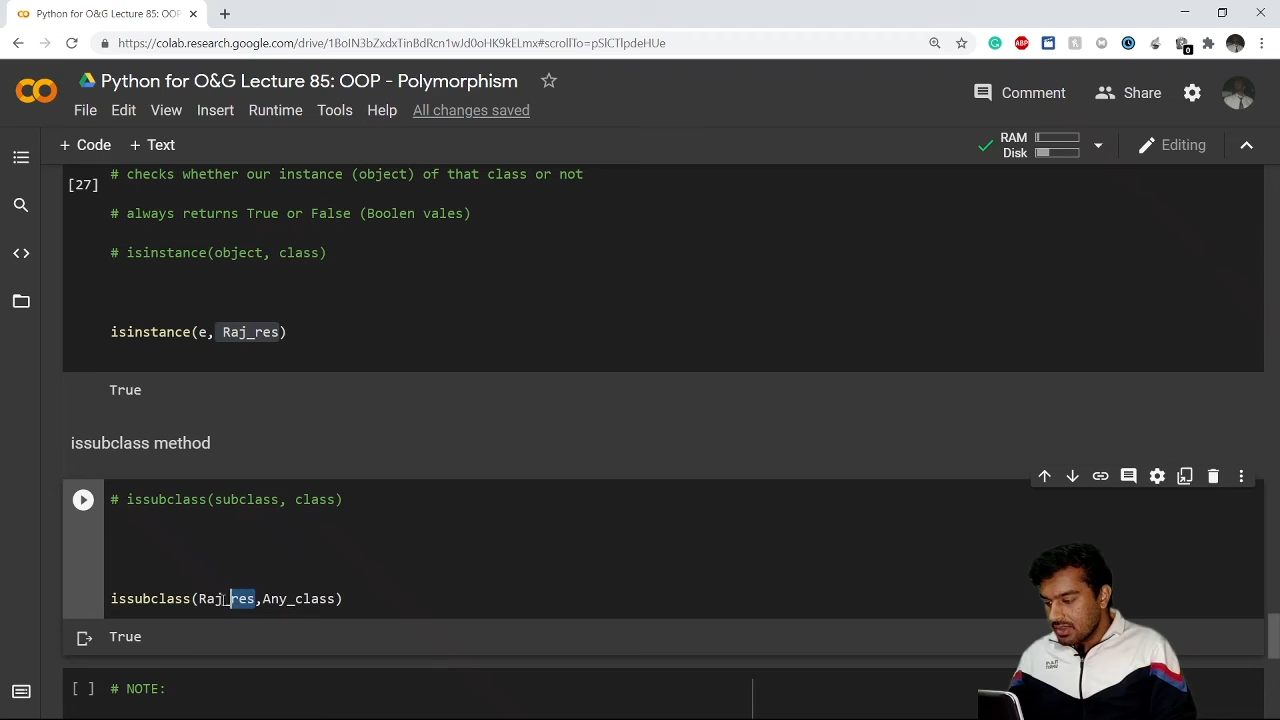 Python for O&G Lecture 85: OOP - P
https://colab.research.google.com/drive/
Python for O&G Lecture 85: OOP - Polymorphism
File Edit View Insert Runtime Tools Help All changes saved
Comment
Share
+ Code + Text
RAM
Disk
Editing
# checks whether our instance (object) of that class or not
[27]
# always returns True or False (Boolen vales)
# isinstance(object, class)
isinstance(e, Raj_res)
True
issubclass method
# issubclass(subclass, class)
issubclass(Raj_res,Any_class)
True
[ ] # NOTE: